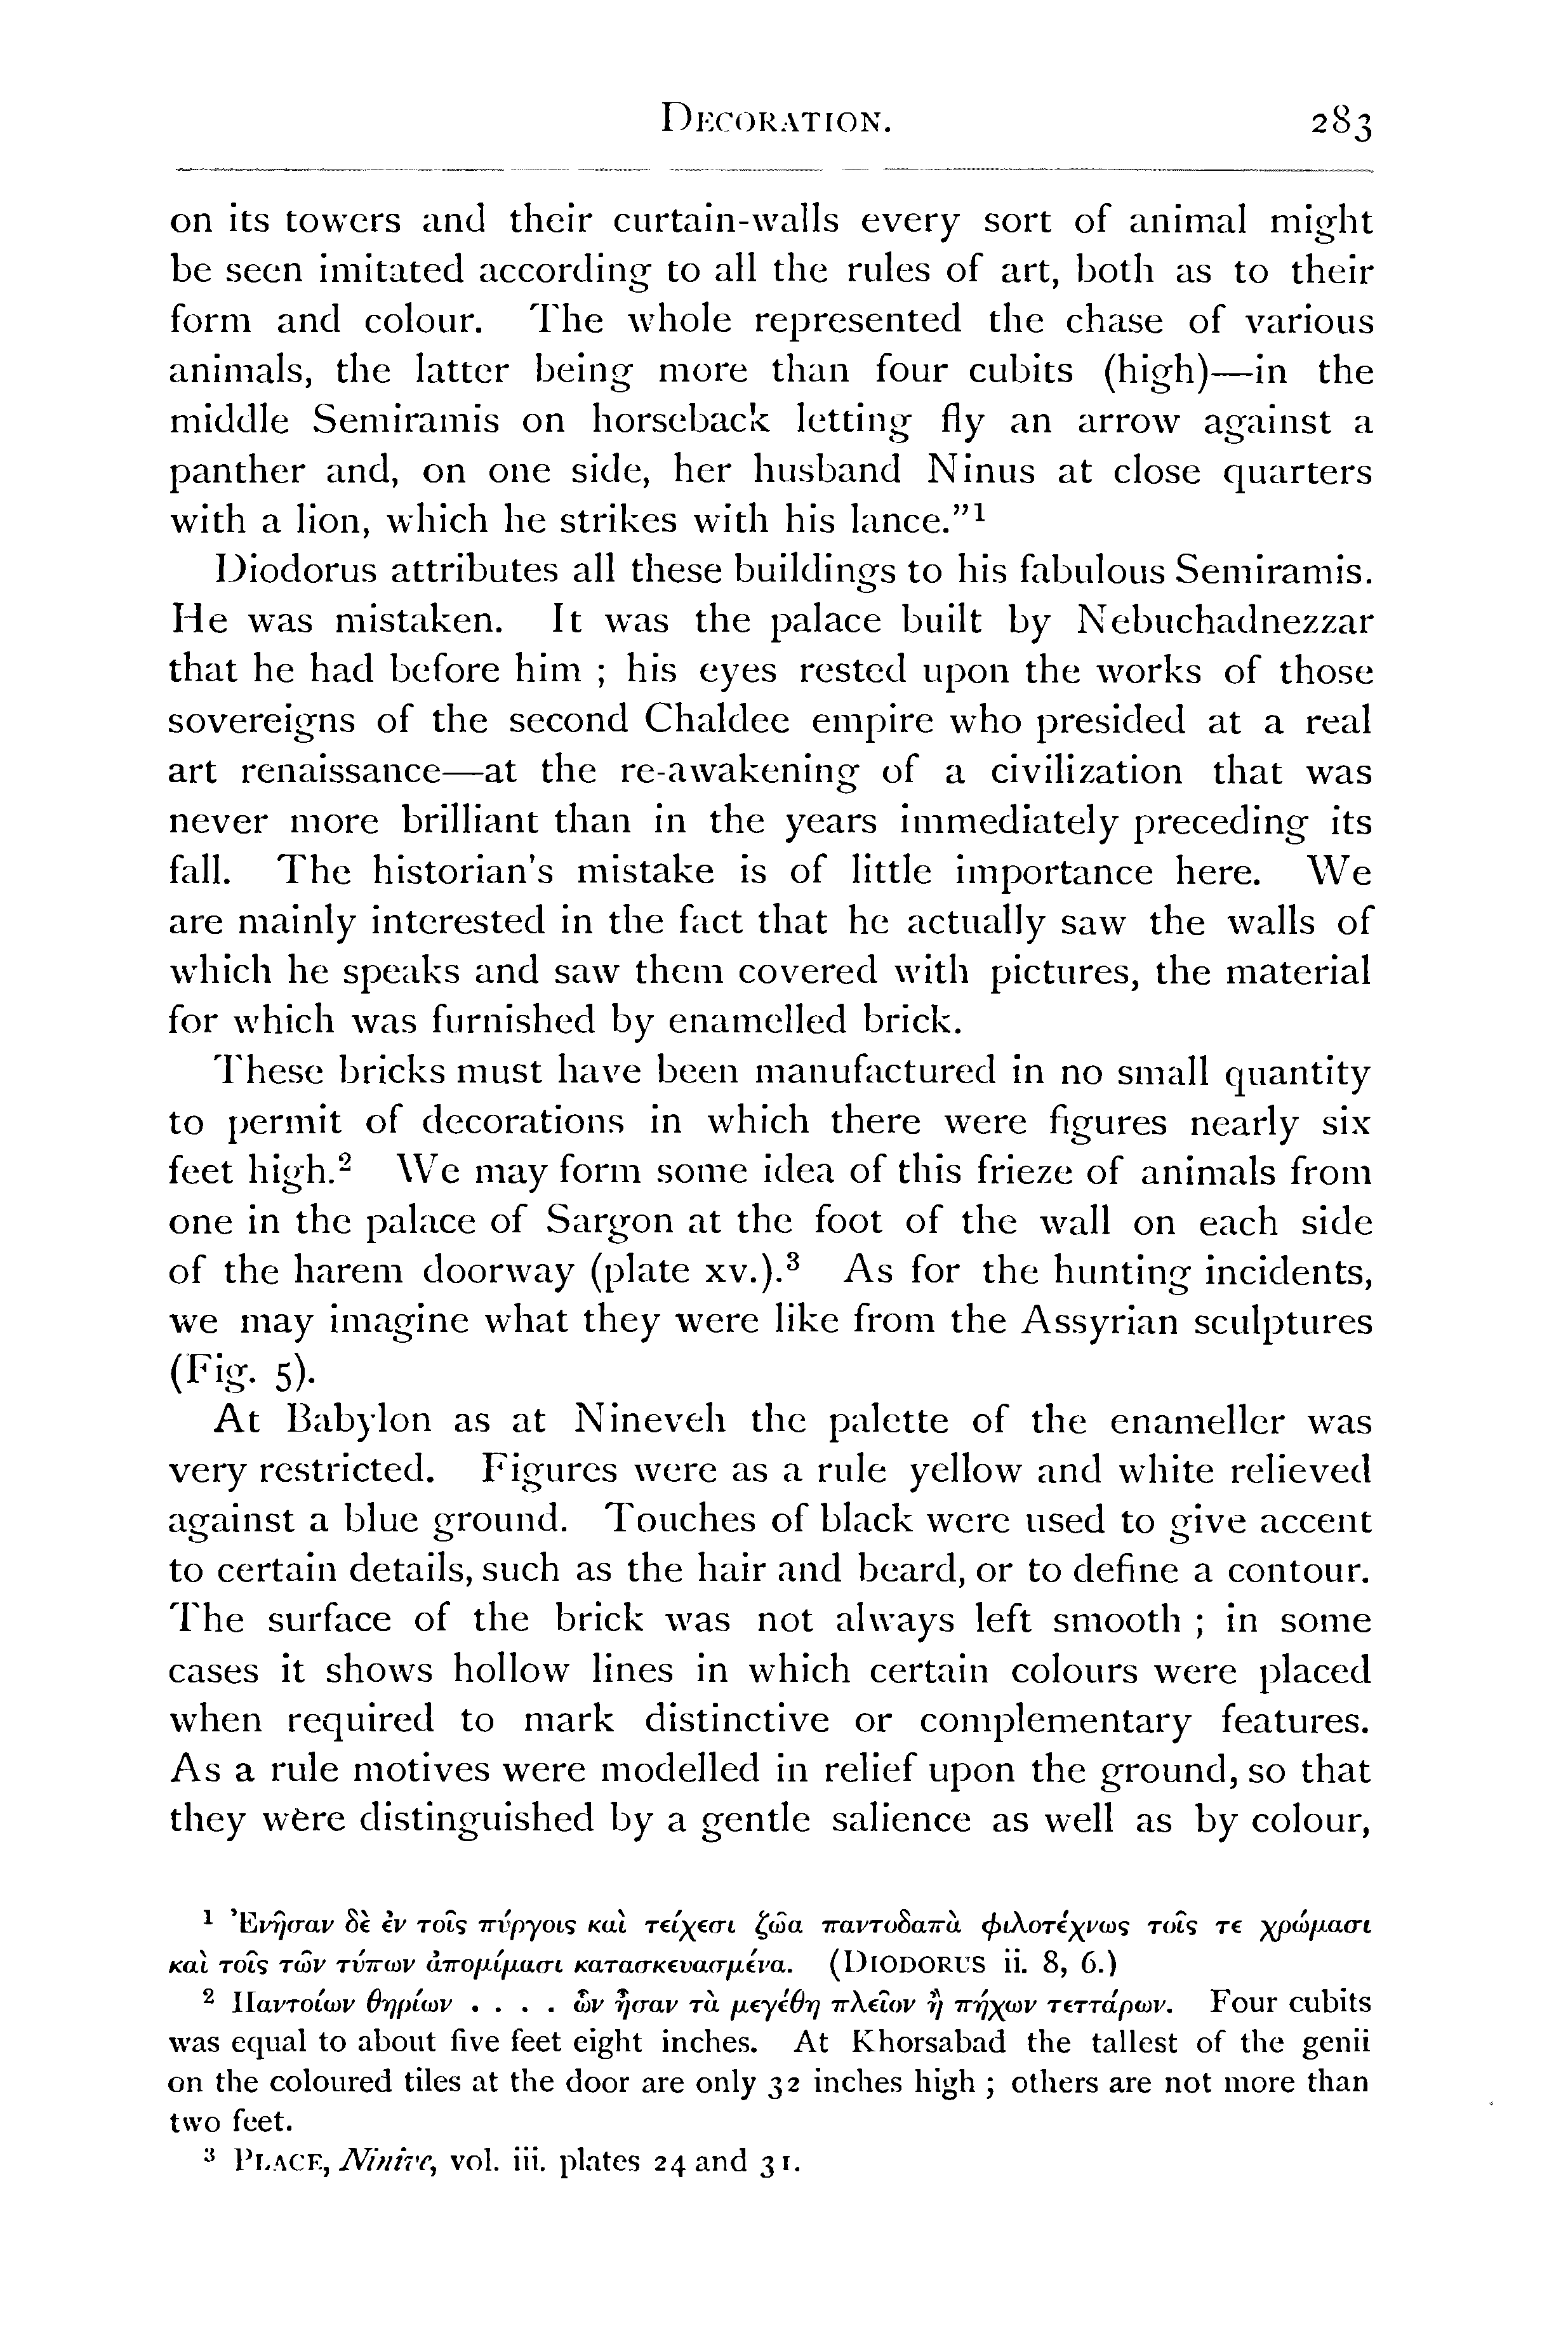 DECORATION. 283
on its towers and their curtain-walls every sort of animal might
be seen imitated according to all the rules of art, both as to their
form and colour. The whole represented the chase of various
animals, the latter being more than four cubits (high)—in the
middle Semiramis on horseback letting fly an arrow against a
panther and, on one side, her husband Ninus at close quarters
with a lion, which he strikes with his lance.”¹
Diodorus attributes all these buildings to his fabulous Semiramis.
He was mistaken. It was the palace built by Nebuchadnezzar
that he had before him ; his eyes rested upon the works of those
sovereigns of the second Chaldee empire who presided at a real
art renaissance—at the re-awakening of a civilization that was
never more brilliant than in the years immediately preceding its
fall. The historian’s mistake is of little importance here. We
are mainly interested in the fact that he actually saw the walls of
which he speaks and saw them covered with pictures, the material
for which was furnished by enamelled brick.
These bricks must have been manufactured in no small quantity
to permit of decorations in which there were figures nearly six
feet high.² We may form some idea of this frieze of animals from
one in the palace of Sargon at the foot of the wall on each side
of the harem doorway (plate xv.).³ As for the hunting incidents,
we may imagine what they were like from the Assyrian sculptures
(Fig. 5).
At Babylon as at Nineveh the palette of the enameller was
very restricted. Figures were as a rule yellow and white relieved
against a blue ground. Touches of black were used to give accent
to certain details, such as the hair and beard, or to define a contour.
The surface of the brick was not always left smooth ; in some
cases it shows hollow lines in which certain colours were placed
when required to mark distinctive or complementary features.
As a rule motives were modelled in relief upon the ground, so that
they were distinguished by a gentle salience as well as by colour,
¹ Ἐνῆσαν δὲ ἐν τοῖς πύργοις καὶ τείχεσι ζῶα παντοδαπὰ φιλοτέχνως τοῖς τε χρώμασι
καὶ τοῖς τῶν τύπων ἀπομίμασι κατασκευασμένα. (DIODORUS ii. 8, 6.)
² Παντοίων θηρίων . . . . ὧν ἦσαν τὰ μεγέθη πλεῖον ἢ πήχων τεττάρων. Four cubits
was equal to about five feet eight inches. At Khorsabad the tallest of the genii
on the coloured tiles at the door are only 32 inches high ; others are not more than
two feet.
³ PLACE, Ninive, vol. iii. plates 24 and 31.